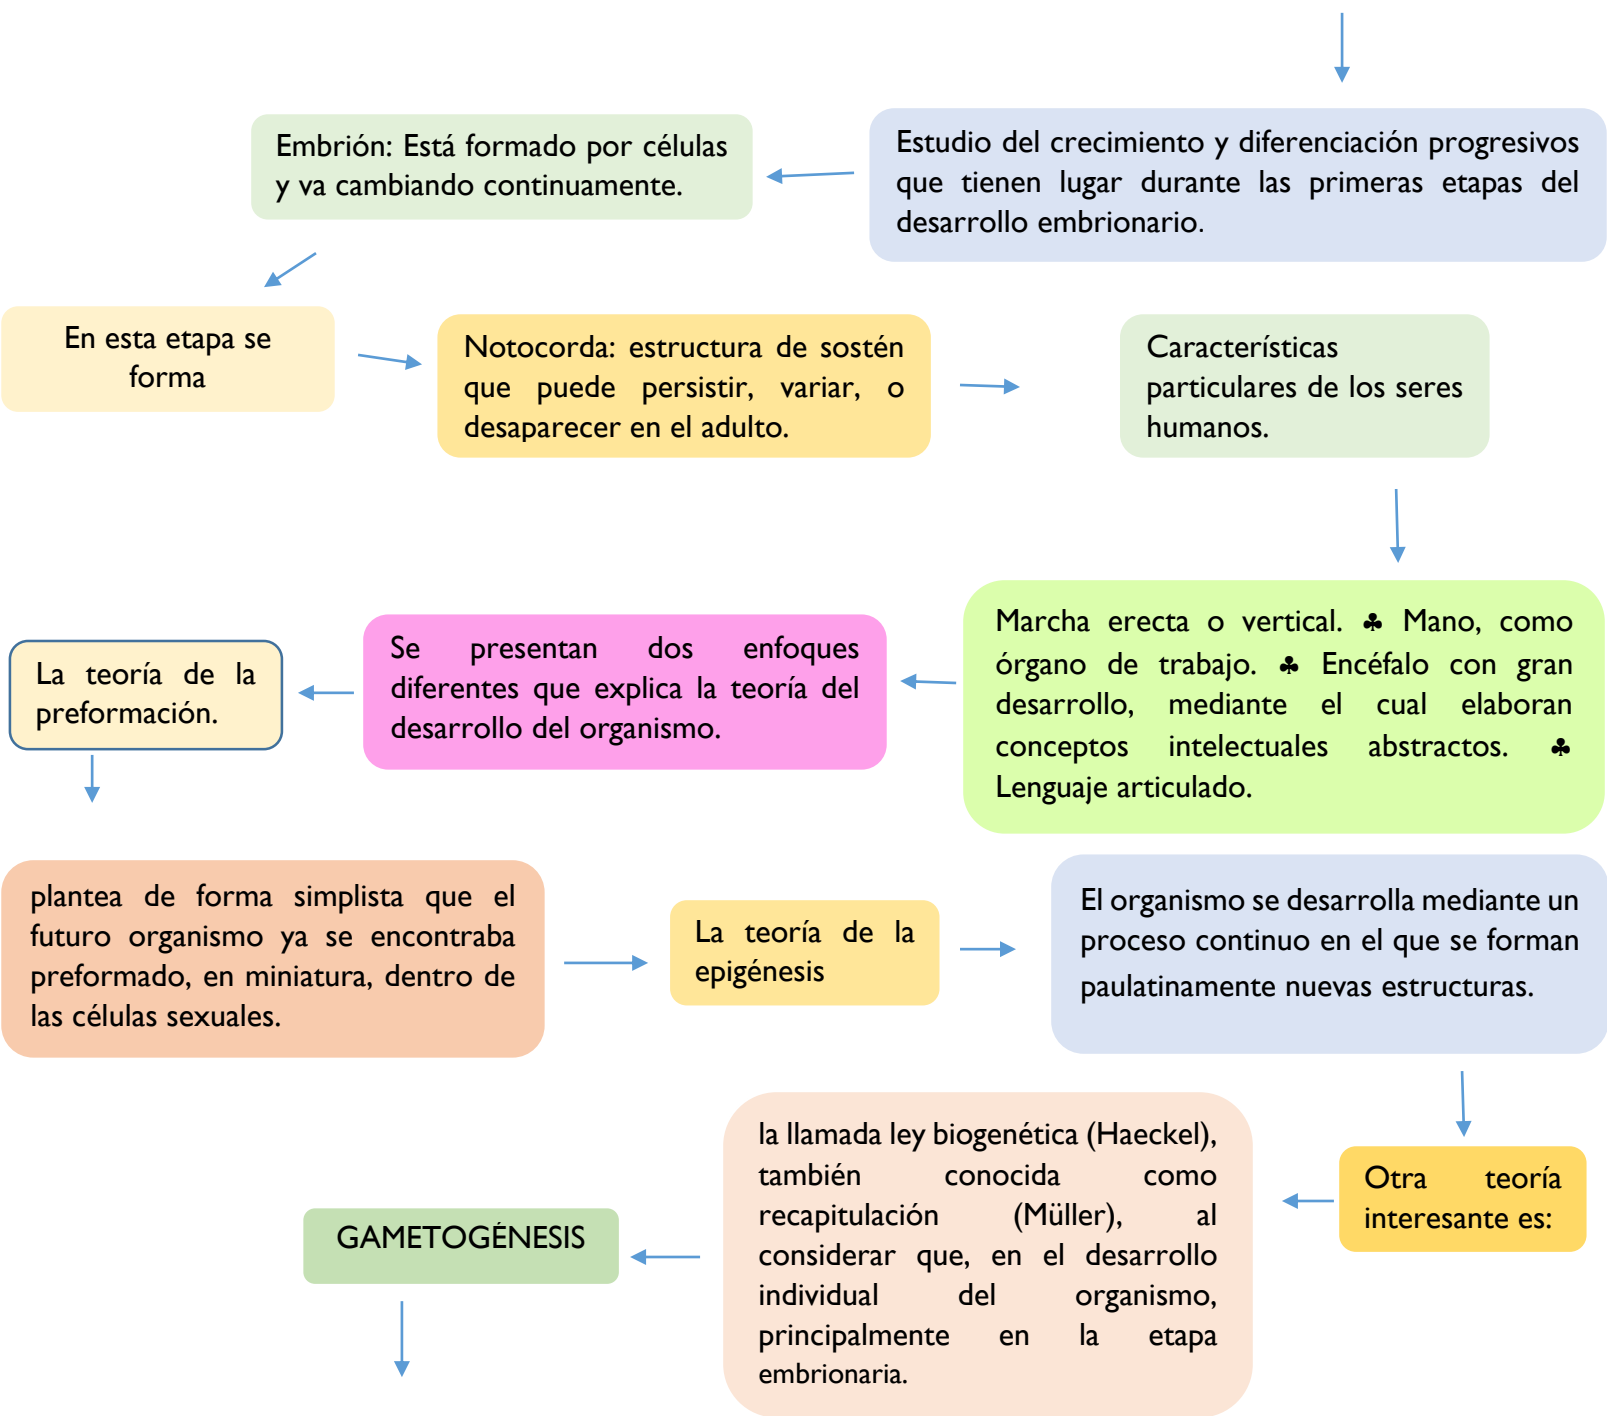 Estudio del crecimiento y diferenciación progresivos
que tienen lugar durante las primeras etapas del
desarrollo embrionario.
Embrión: Está formado por células
y va cambiando continuamente.
En esta etapa se
forma
Notocorda: estructura de sostén
que puede persistir, variar, o
desaparecer en el adulto.
Características
particulares de los seres
humanos.
Marcha erecta o vertical. ♣ Mano, como
órgano de trabajo. ♣ Encéfalo con gran
desarrollo, mediante el cual elaboran
conceptos intelectuales abstractos. ♣
Lenguaje articulado.
Se presentan dos enfoques
diferentes que explica la teoría del
desarrollo del organismo.
La teoría de la
preformación.
plantea de forma simplista que el
futuro organismo ya se encontraba
preformado, en miniatura, dentro de
las células sexuales.
La teoría de la
epigénesis
El organismo se desarrolla mediante un
proceso continuo en el que se forman
paulatinamente nuevas estructuras.
Otra teoría
interesante es:
la llamada ley biogenética (Haeckel),
también conocida como
recapitulación (Müller), al
considerar que, en el desarrollo
individual del organismo,
principalmente en la etapa
embrionaria.
GAMETOGÉNESIS